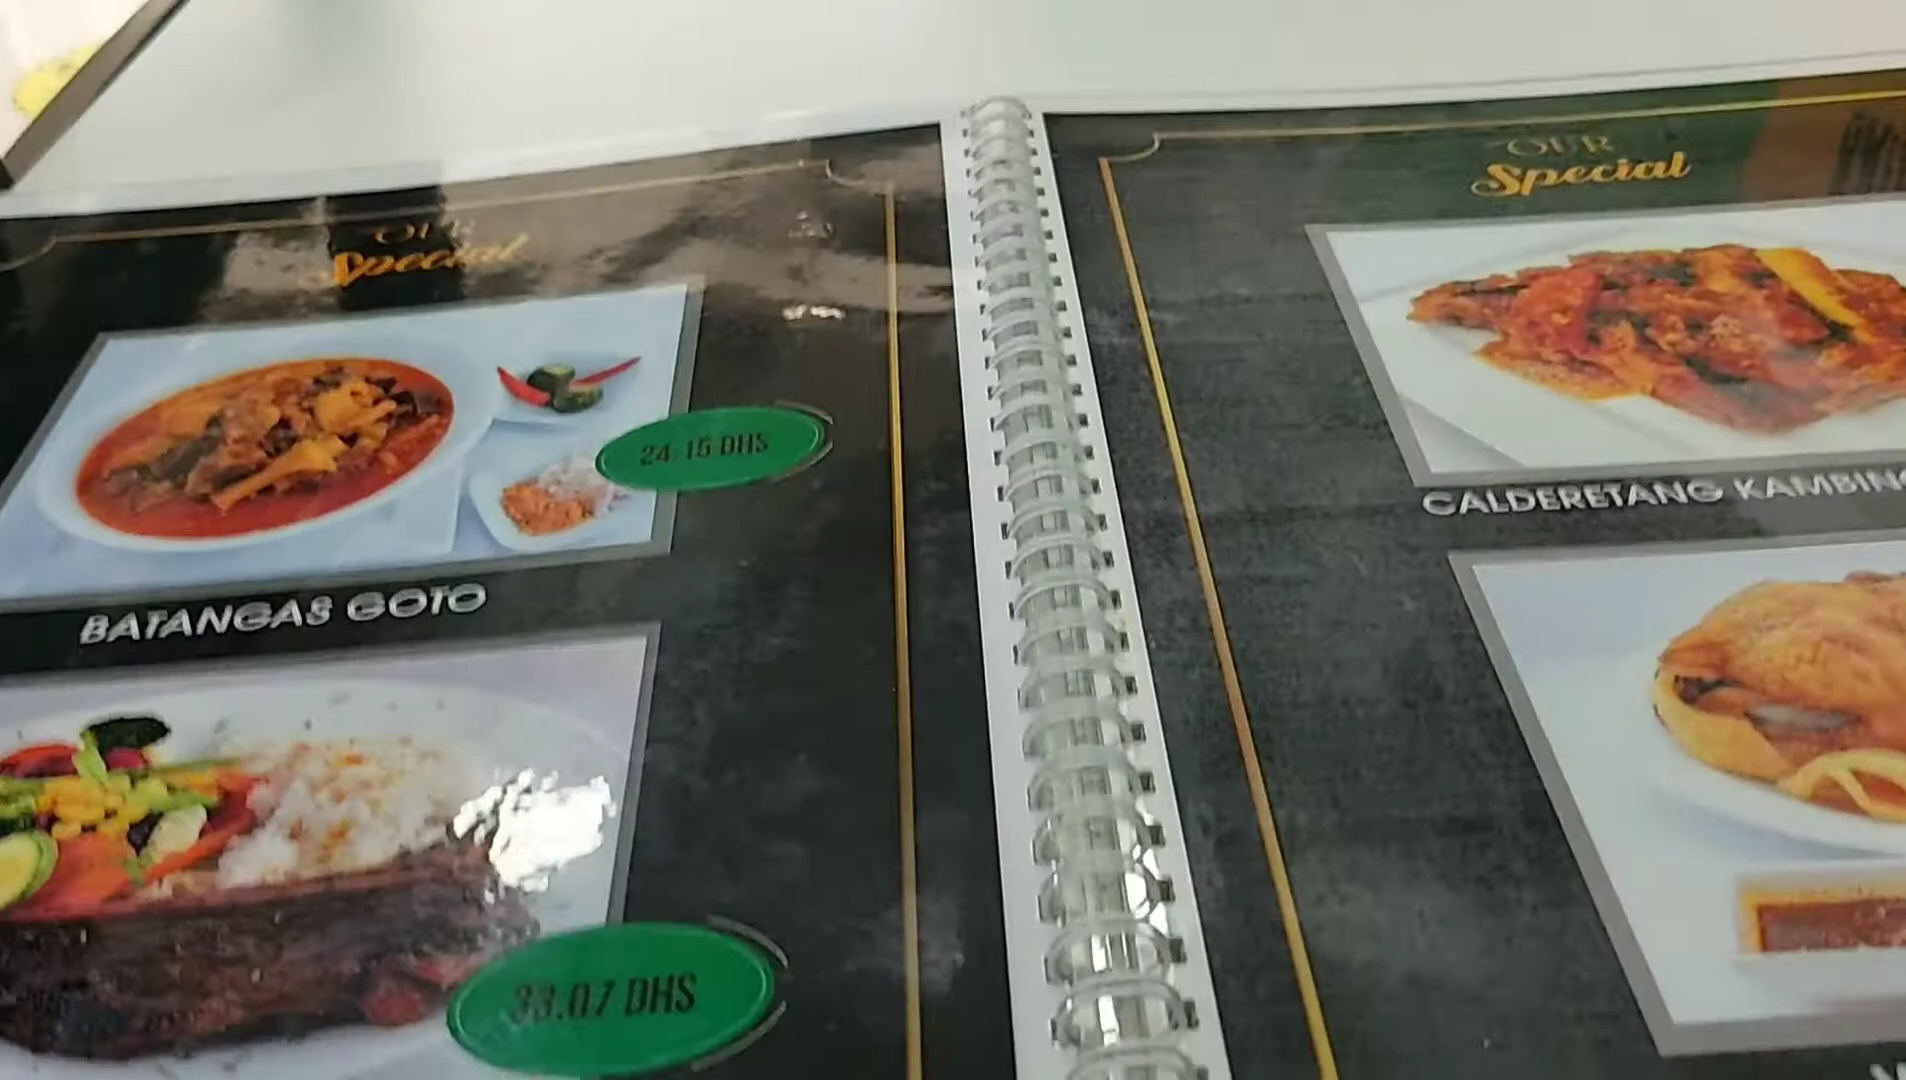 OUR
Special
24.15 DHS
BATANGAS GOTO
33.07 DHS
OUR
Special
CALDERETANG KAMBING